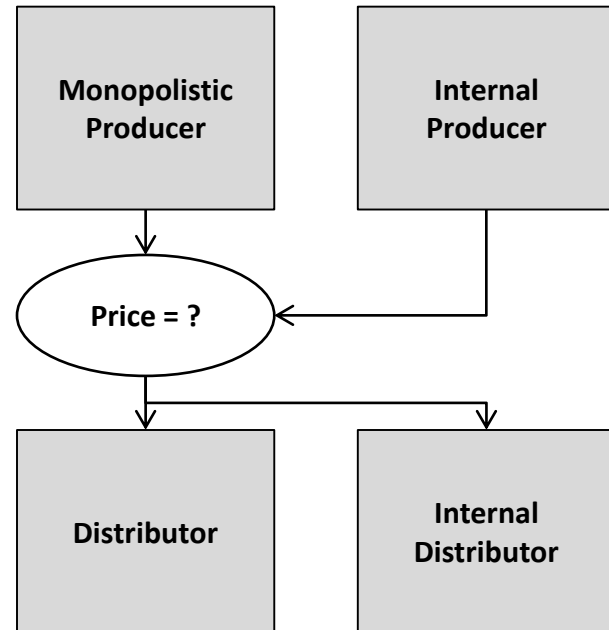 Monopolistic
Producer
Internal
Producer
Price = ?
Distributor
Internal
Distributor